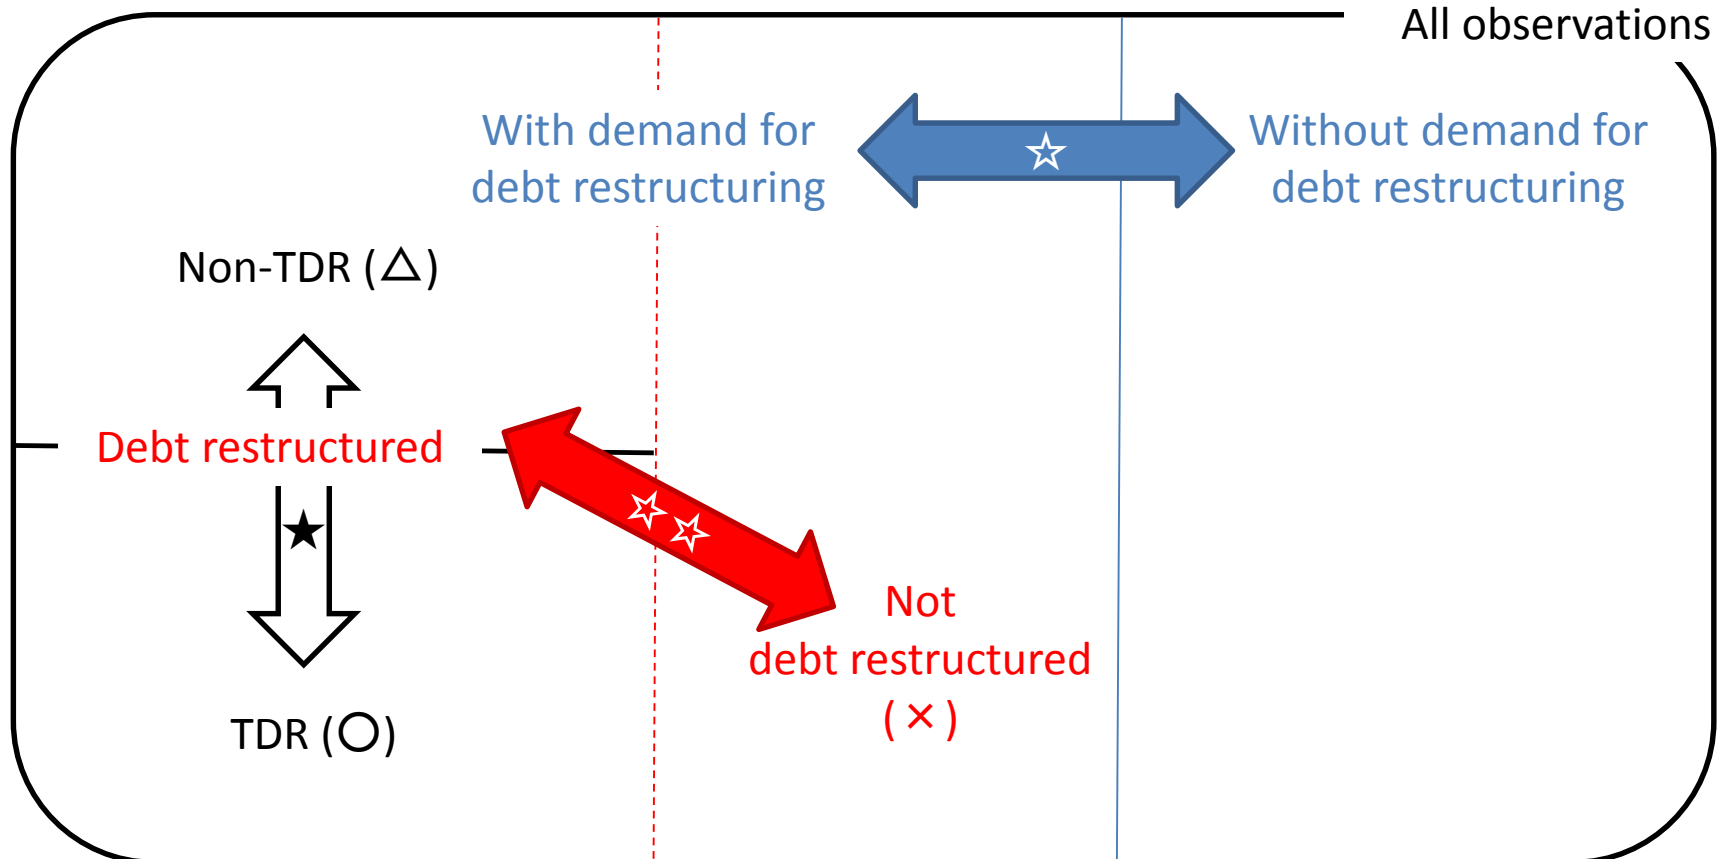 All observations
With demand for
debt restructuring
☆
Without demand for
debt restructuring
Non-TDR (△)
Debt restructured
★
☆☆
Not
debt restructured
(×)
TDR (○)